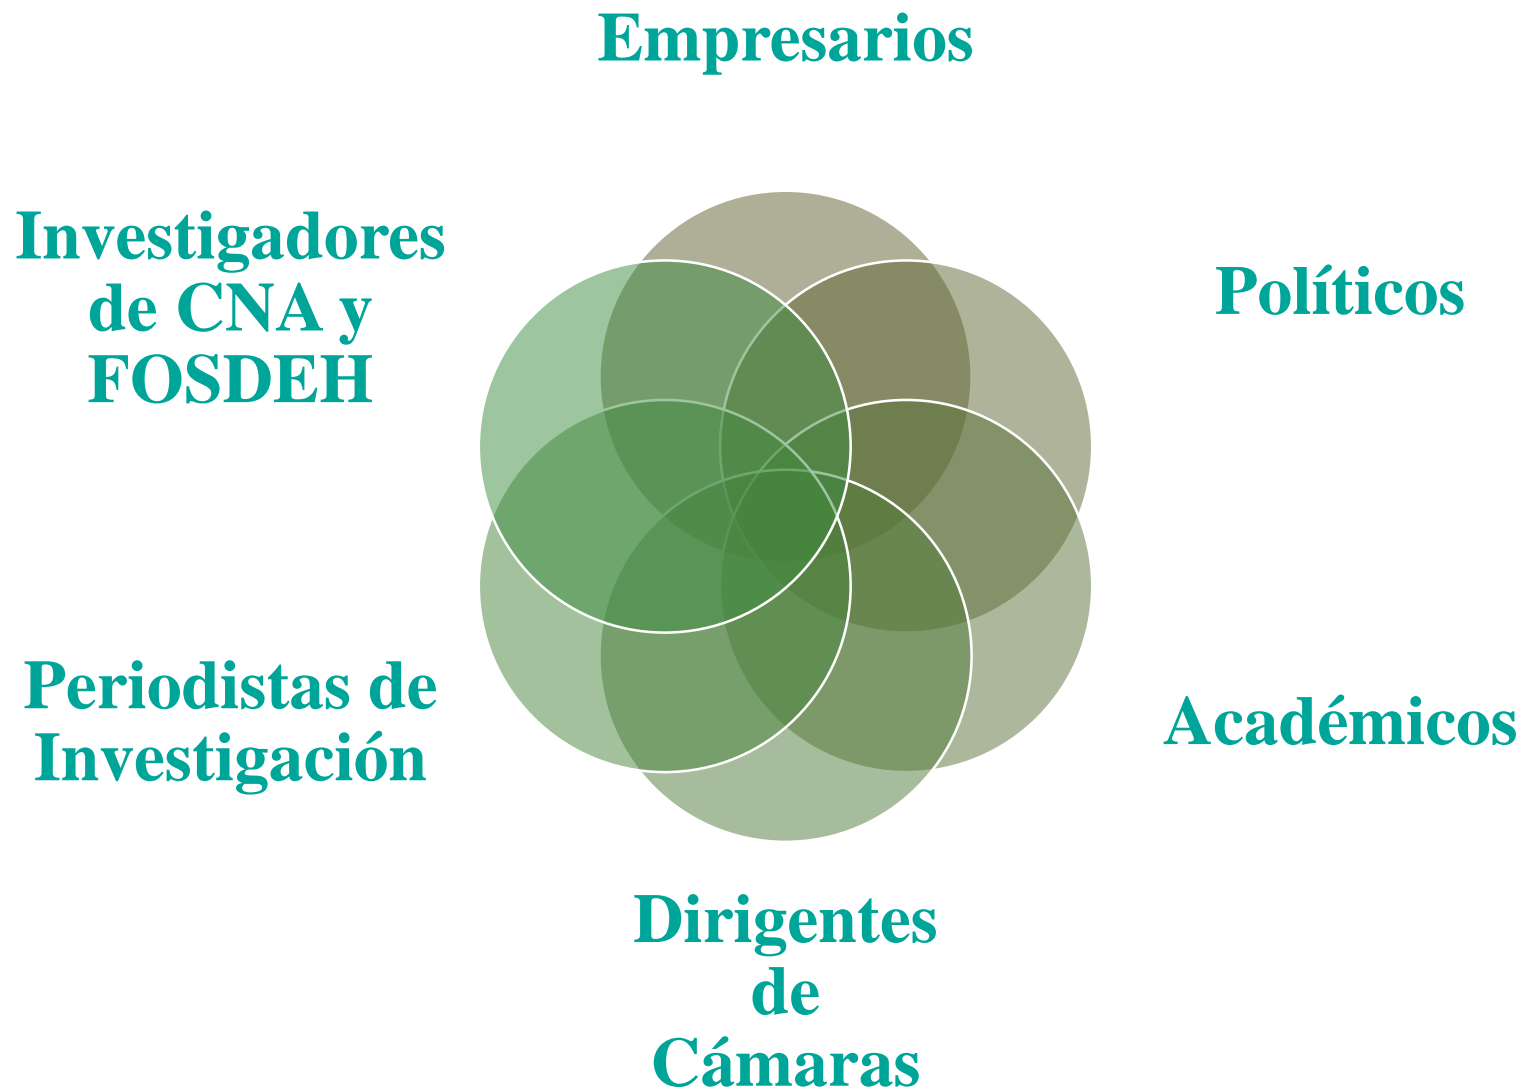 Empresarios
Investigadores
de CNA y
FOSDEH
Políticos
Periodistas de
Investigación
Académicos
Dirigentes
de
Cámaras